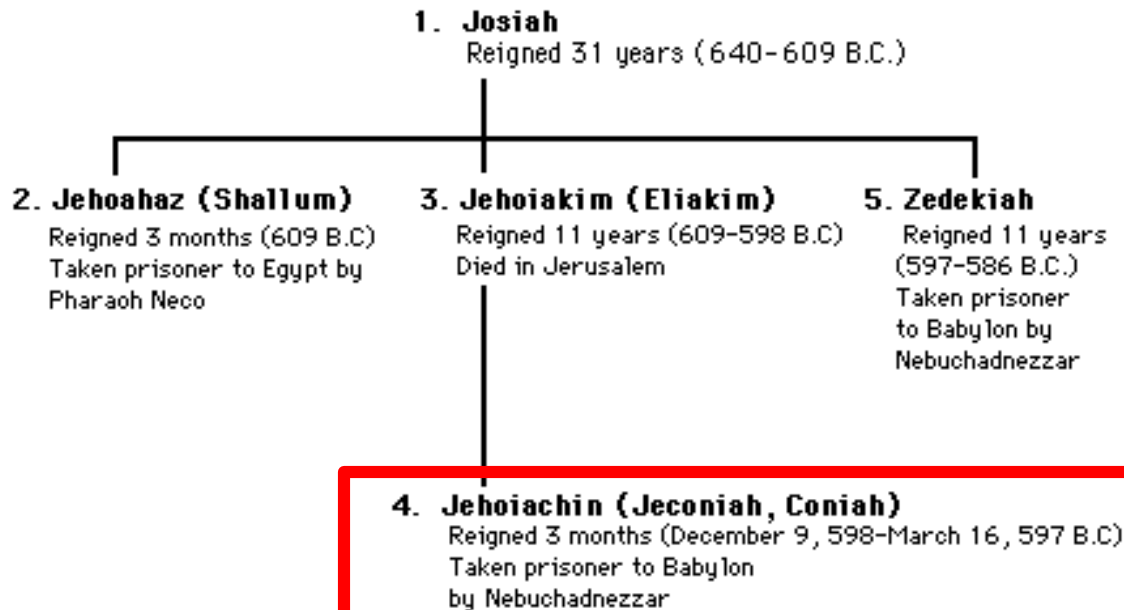 1. Josiah
Reigned 31 years (640-609 B.C.)
2. Jehoahaz (Shallum)
Reigned 3 months (609 B.C)
Taken prisoner to Egypt by
Pharaoh Neco
3. Jehoiakim (Eliakim)
Reigned 11 years (609-598 B.C)
Died in Jerusalem
5. Zedekiah
Reigned 11 years
(597-586 B.C.)
Taken prisoner
to Babylon by
Nebuchadnezzar
4. Jehoiachin (Jeconiah, Coniah)
Reigned 3 months (December 9, 598-March 16, 597 B.C)
Taken prisoner to Babylon
by Nebuchadnezzar